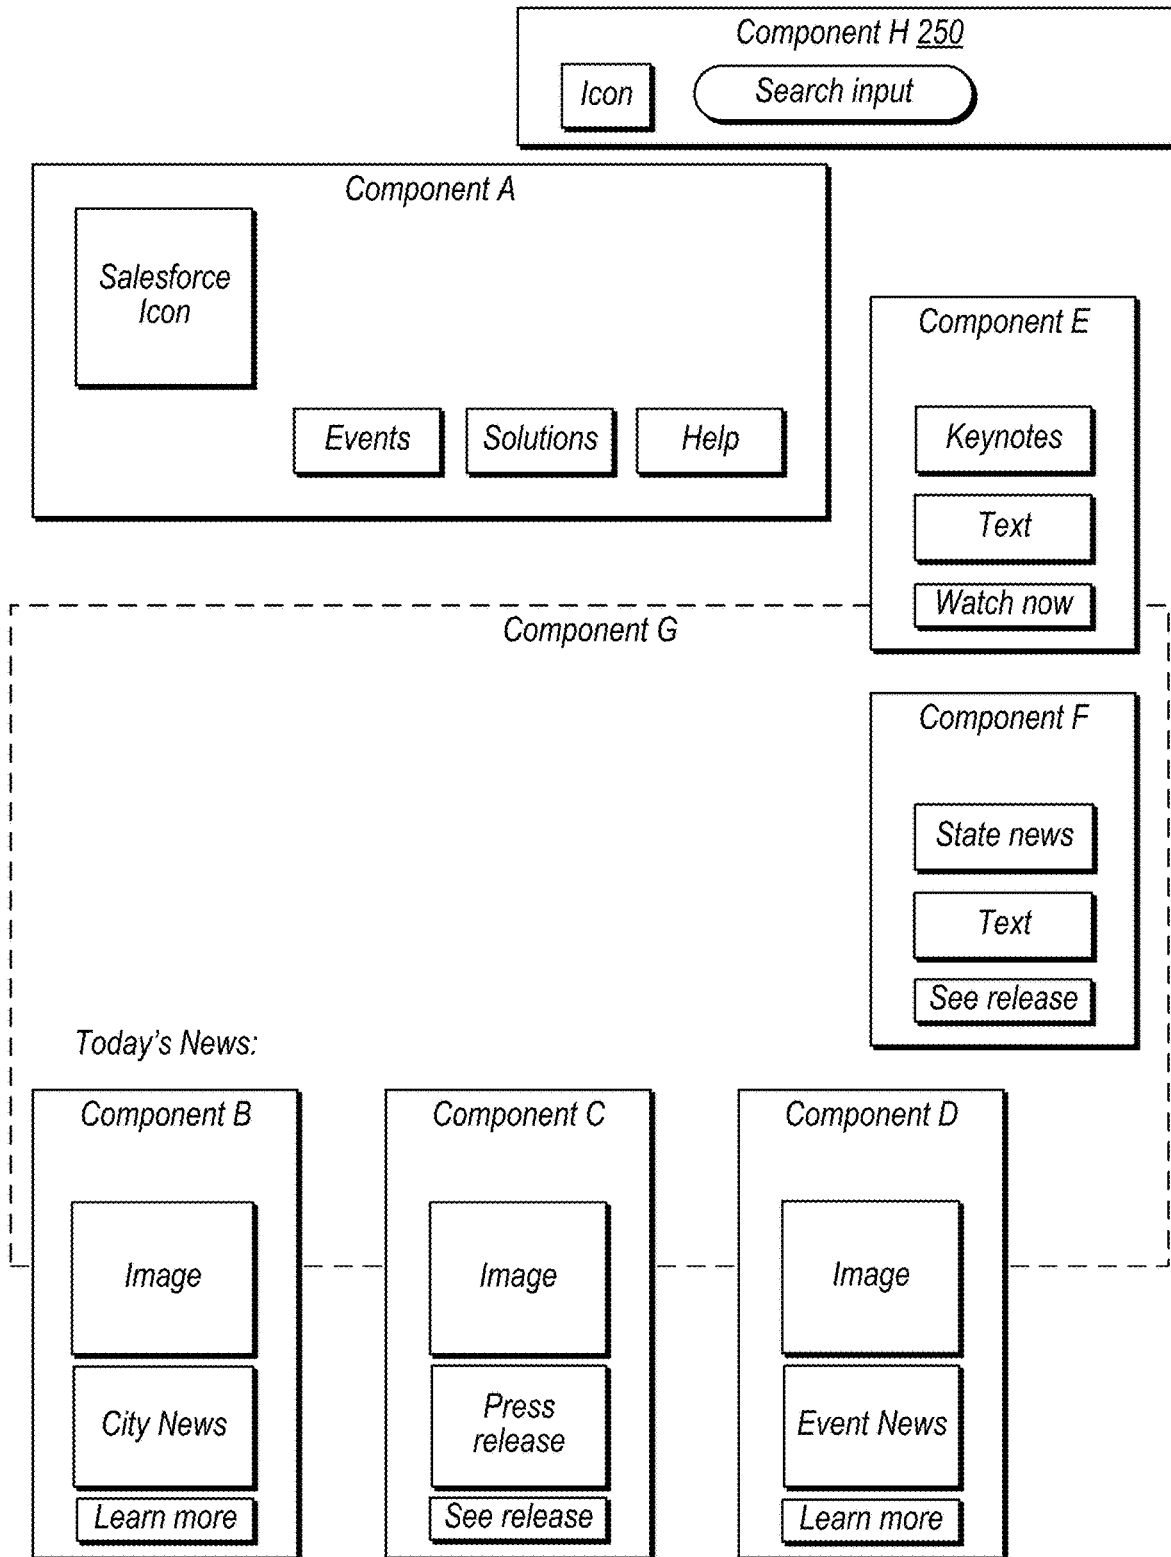 Component H 250
Icon
Search input
Component A
Salesforce
Icon
Events
Solutions
Help
Component E
Keynotes
Text
Watch now
Component G
Component F
State news
Text
See release
Today's News:
Component B
Image
City News
Learn more
Component C
Image
Press
release
See release
Component D
Image
Event News
Learn more